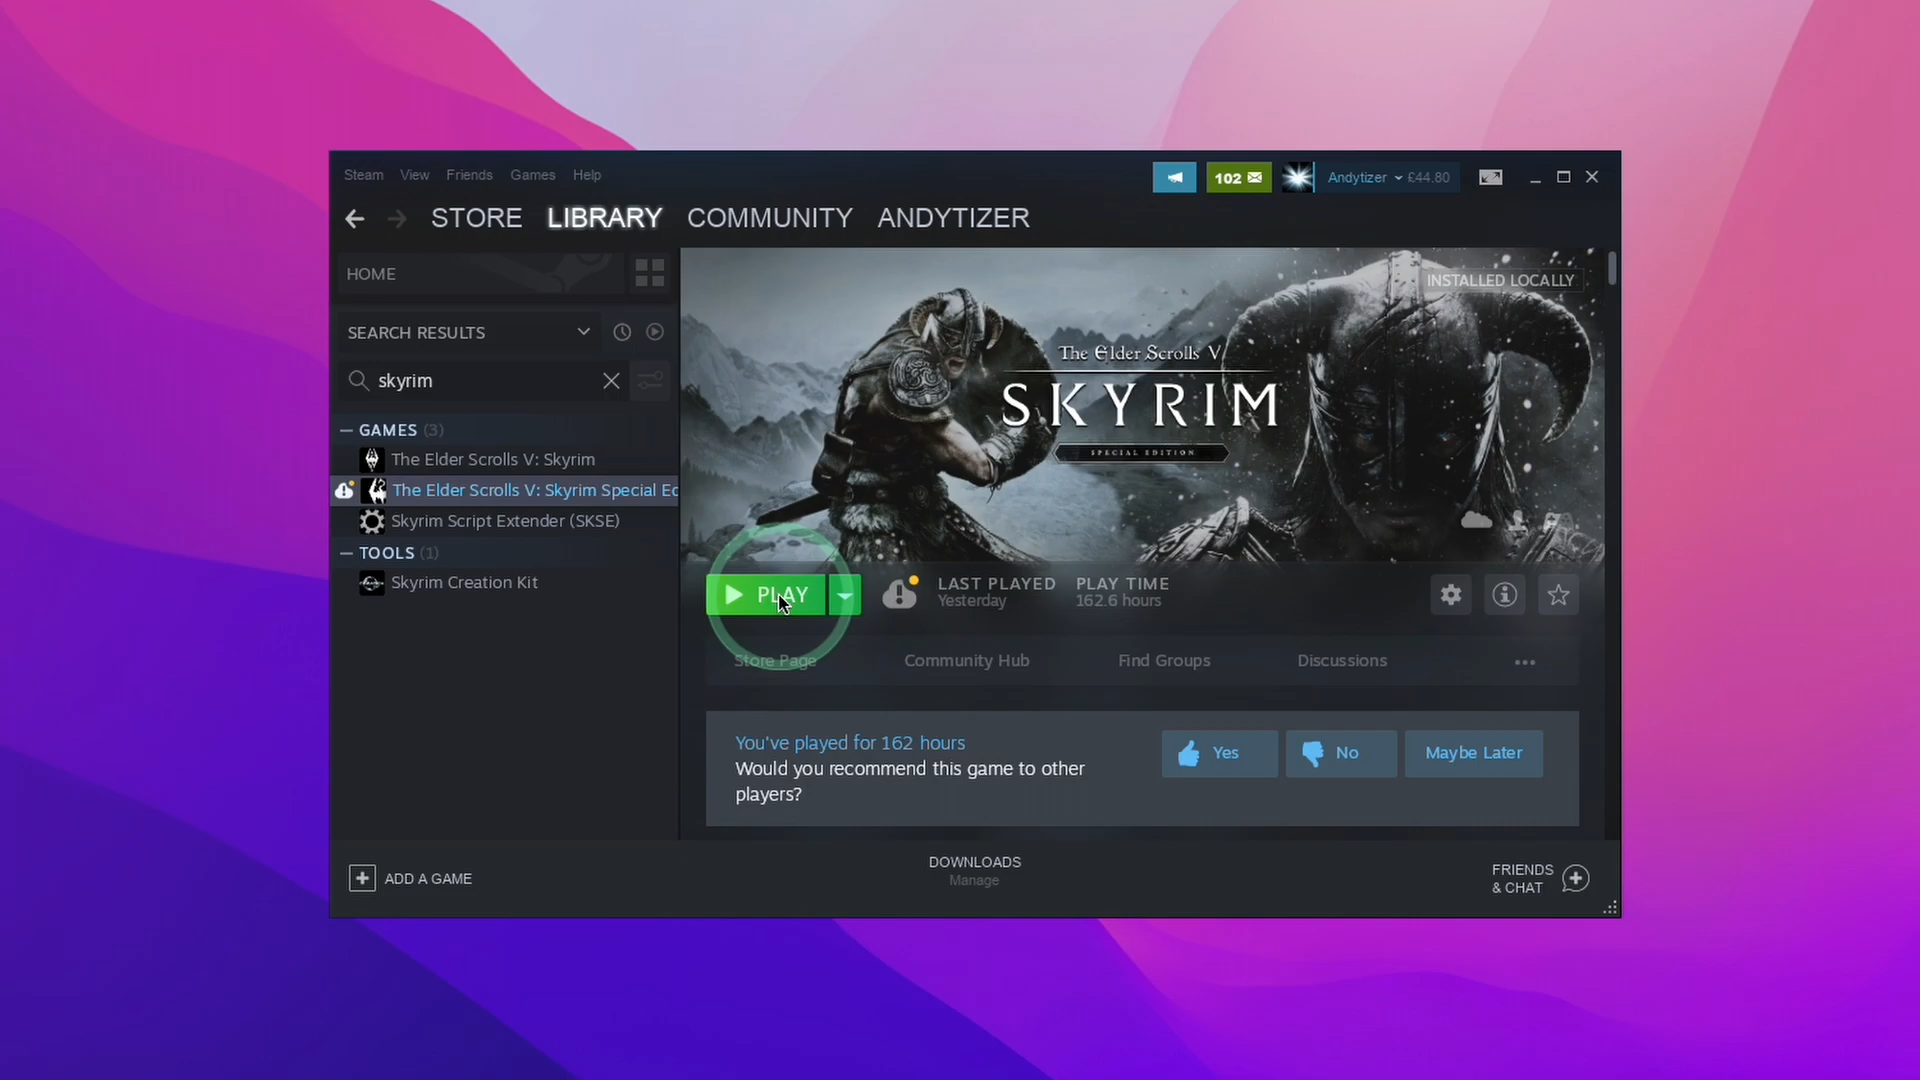 Steam View Friends Games Help
102
Andytizer £44.80
STORE LIBRARY COMMUNITY ANDYTIZER
HOME
SEARCH RESULTS
skyrim
GAMES (3)
The Elder Scrolls V: Skyrim
The Elder Scrolls V: Skyrim Special Ed
Skyrim Script Extender (SKSE)
TOOLS (1)
Skyrim Creation Kit
INSTALLED LOCALLY
The Elder Scrolls V
SKYRIM
SPECIAL EDITION
PLAY
LAST PLAYED
Yesterday
PLAY TIME
162.6 hours
Store Page Community Hub Find Groups Discussions
You've played for 162 hours
Would you recommend this game to other
players?
Yes No Maybe Later
ADD A GAME
DOWNLOADS
Manage
FRIENDS
& CHAT